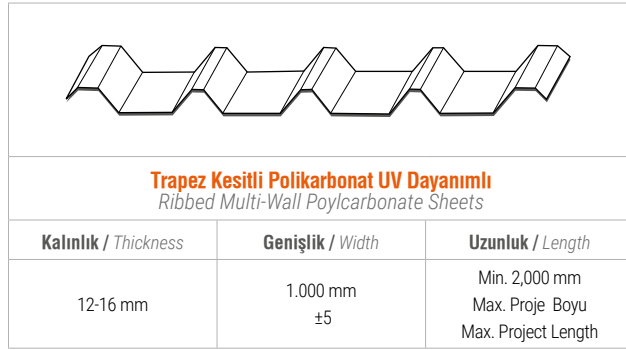 Trapez Kesitli Polikarbonat UV Dayanımlı
Ribbed Multi-Wall Poylcarbonate Sheets
Kalınlık / Thickness
Genişlik / Width
Uzunluk / Length
12-16 mm
1.000 mm
±5
Min. 2,000 mm
Max. Proje Boyu
Max. Project Length